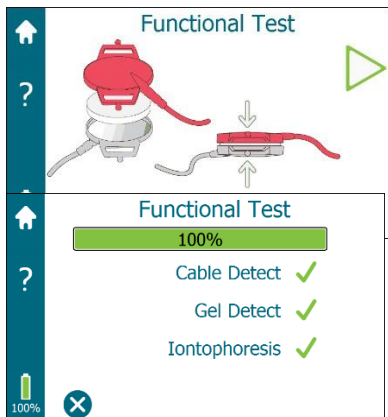 Functional Test
?
Functional Test
100%
?
Cable Detect
Gel Detect
Iontophoresis
100%